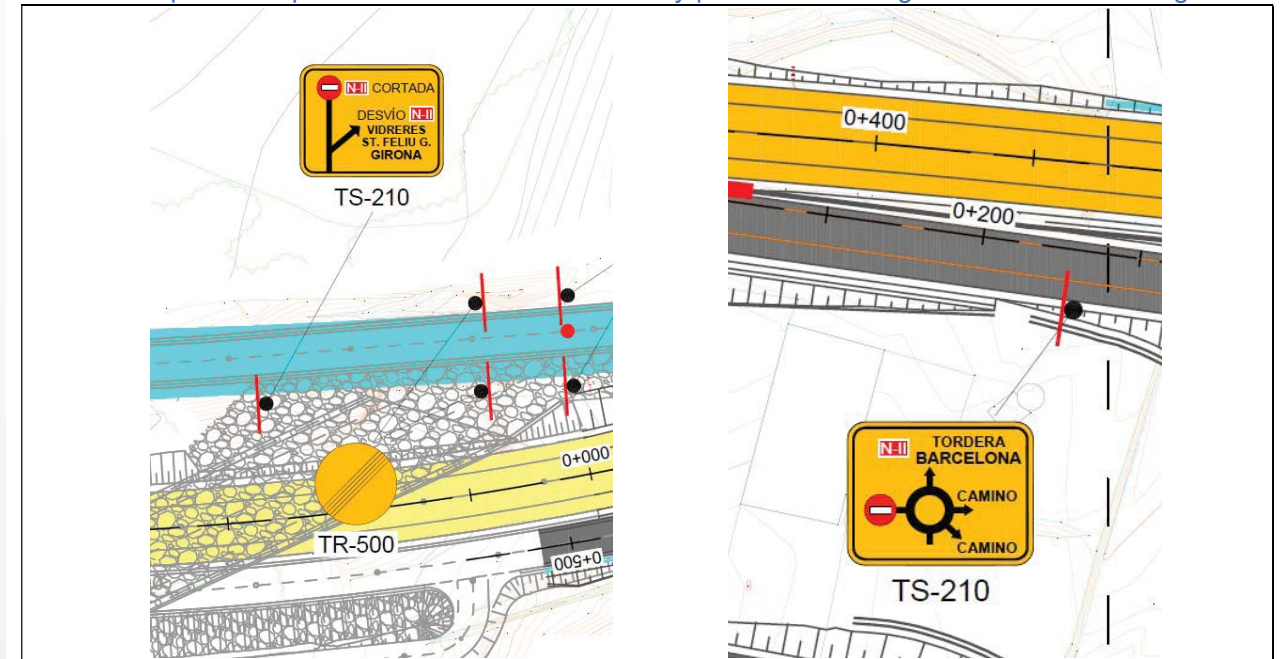 N-II CORTADA
DESVÍO N-II
VIDRERES
ST. FELIU G.
GIRONA
TS-210
0+000
TR-500
0+500
0+400
0+200
N-II TORDERA
BARCELONA
CAMINO
CAMINO
TS-210